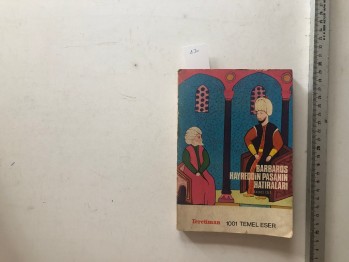 BARBAROS
HAYREDDİN PAŞANIN
HATIRALARI
Tercüman 1001 TEMEL ESER